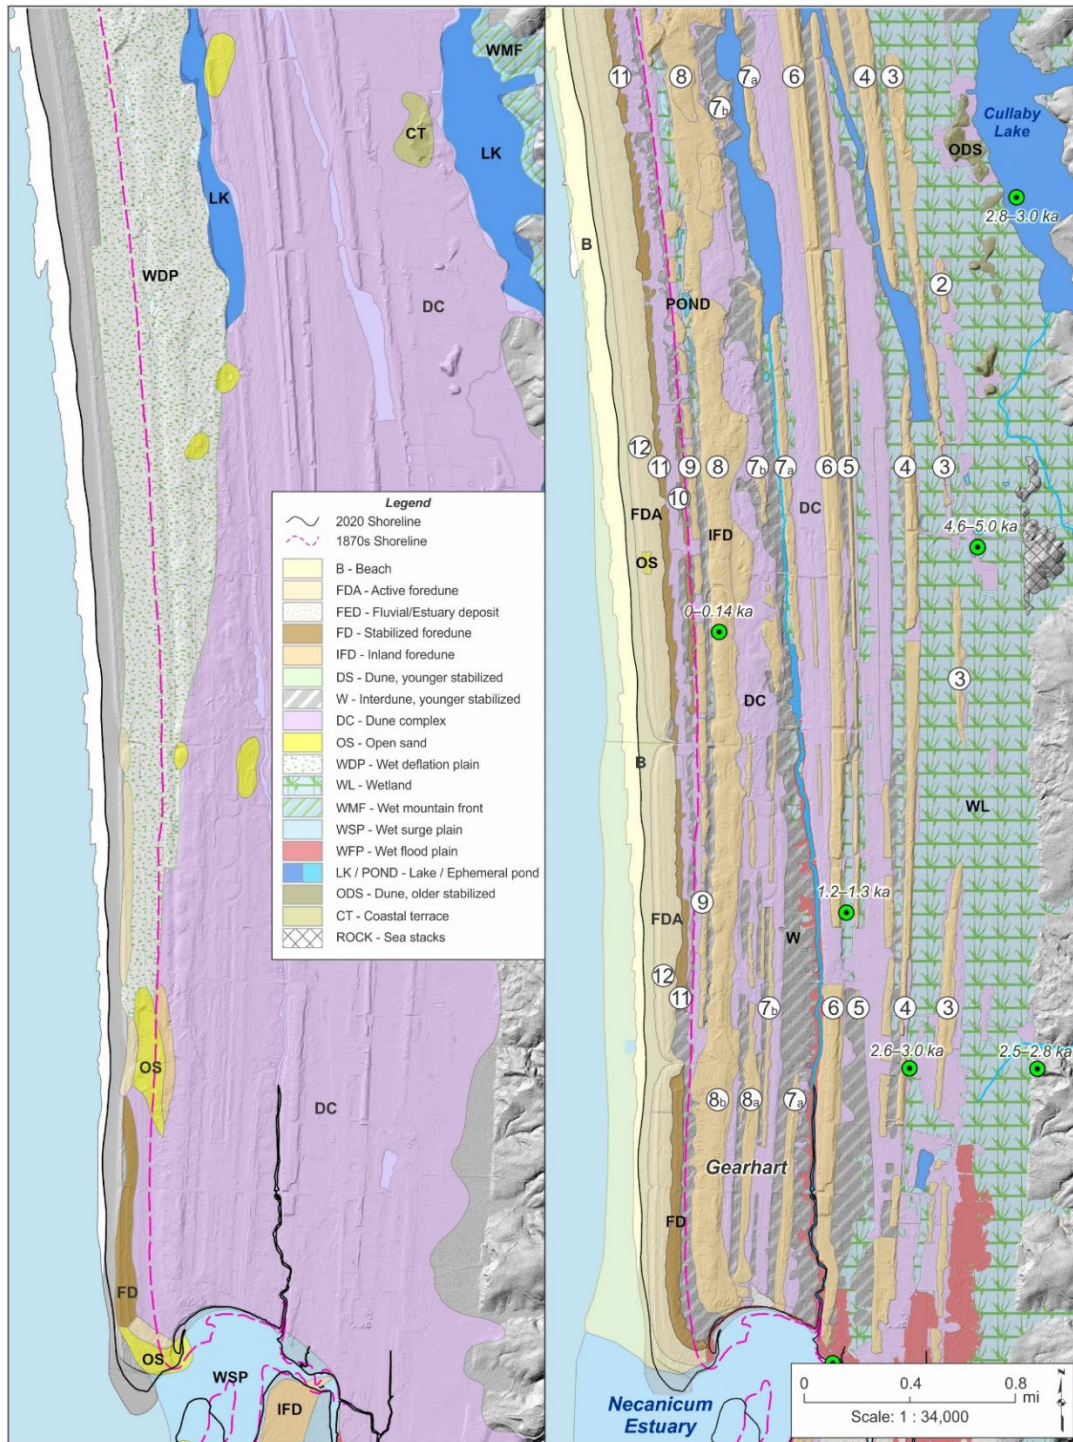 WMF
CT
LK
LK
WDP
DC
OS
DC
FD
OS
WSP
IFD
Legend
2020 Shoreline
1870s Shoreline
B - Beach
FDA - Active foredune
FED - Fluvial/Estuary deposit
FD - Stabilized foredune
IFD - Inland foredune
DS - Dune, younger stabilized
W - Interdune, younger stabilized
DC - Dune complex
OS - Open sand
WDP - Wet deflation plain
WL - Wetland
WMF - Wet mountain front
WSP - Wet surge plain
WFP - Wet flood plain
LK / POND - Lake / Ephemeral pond
ODS - Dune, older stabilized
CT - Coastal terrace
ROCK - Sea stacks
11 8 7b 7a 6 4 3
Cullaby
Lake
ODS
2.8–3.0 ka
B
2
POND
12 11 9 8 7b 7a 6 5 4 3
10
DC
FDA
IFD
OS
4.6–5.0 ka
0–0.14 ka
3
DC
B
WL
9
1.2–1.3 ka
FDA
W
12
11 7b 6 5 4 3
2.6–3.0 ka
2.5–2.8 ka
8b 8a 7a
Gearhart
FD
Necanicum
Estuary
0 0.4 0.8
mi
Scale: 1 : 34,000
N